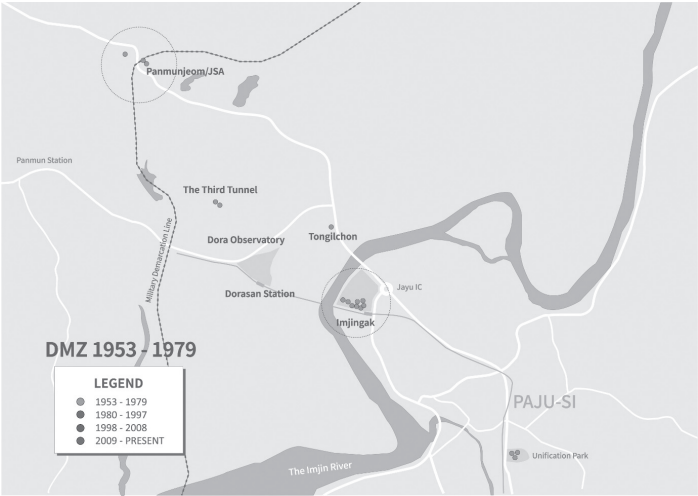 Panmunjeom/JSA
Panmun Station
The Third Tunnel
Military Demarcation Line
Dora Observatory
Tongilchon
Dorasan Station
Jayu IC
Imjingak
DMZ 1953 - 1979
LEGEND
1953 - 1979
1980 - 1997
1998 - 2008
2009 - PRESENT
PAJU-SI
Unification Park
The Imjin River